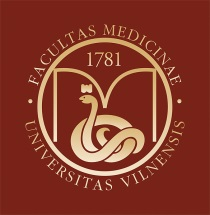 FACULTAS MEDICINAE
1781
UNIVERSITAS VILNENSIS